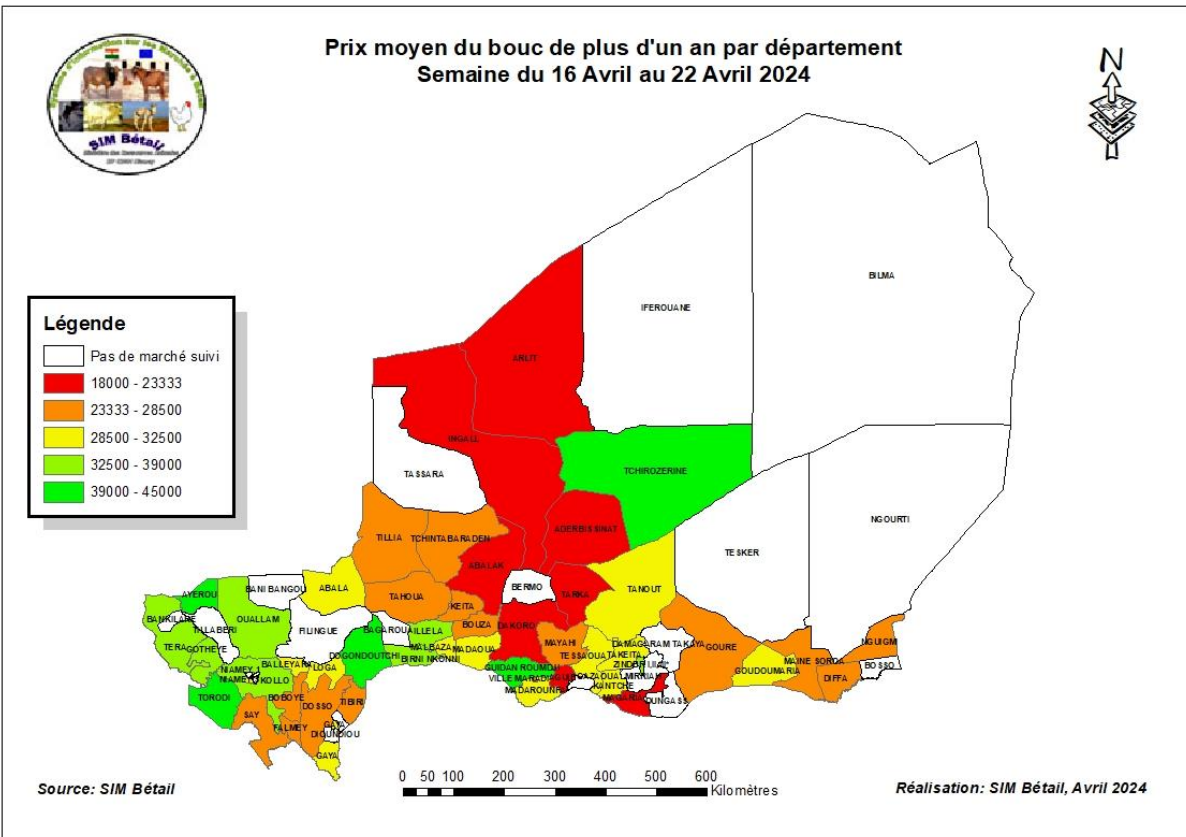 Prix moyen du bouc de plus d'un an par département
Semaine du 16 Avril au 22 Avril 2024
N
SIM Bétail
Légende
Pas de marché suivi
18000 - 23333
23333 - 28500
28500 - 32500
32500 - 39000
39000 - 45000
BILMA
IFEROUANE
ARLIT
INGALL
TASSARA
TCHIROZERINE
NGOURTI
ADERBISSINAT
TESKER
TILLIA
TCHINTABARADEN
ABALAK
BERMO
TANOUT
TARKA
BANI BANGOU
ABALA
AYEROU
TAHOUA
KEITA
BANKILARE
OUALLAM
TILLABERI
FILINGUE
BAGAROUA
ILLELA
BOUZA
DAKORO
MAYAHI
DAMAGARAM TAKAYA
GOURE
NGUIGMI
TERA
GOTHEYE
DOGONDOUTCHI
MALBAZA
BIRNI NKONNI
MADAOUA
TESSAOUA
TAKEITA
MAINE SOROA
BOSSO
NIAMEY
BALLEYARA
LOGA
GUIDAN ROUMDJI
GOUDOUMARIA
DIFFA
KOLLO
VILLE MARADI
MIRRIAH
KANTCHE
TORODI
BOBOYE
DOSSO
TIBIRI
MADAROUNFA
MAGARIA
DUNGASS
SAY
FALMEY
DIOUNDIOU
GAYA
GAYA
0 50 100 200 300 400 500 600
Kilomètres
Source: SIM Bétail
Réalisation: SIM Bétail, Avril 2024